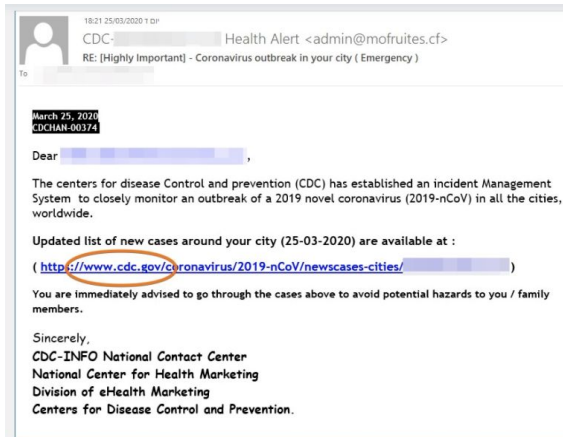 18:21 25/03/2020 יום ד
CDC- Health Alert <admin@mofruites.cf>
RE: [Highly Important] - Coronavirus outbreak in your city ( Emergency )
To
March 25, 2020
CDCHAN-00374
Dear ,
The centers for disease Control and prevention (CDC) has established an incident Management
System to closely monitor an outbreak of a 2019 novel coronavirus (2019-nCoV) in all the cities,
worldwide.
Updated list of new cases around your city (25-03-2020) are available at :
( https://www.cdc.gov/coronavirus/2019-nCoV/newscases-cities/ )
You are immediately advised to go through the cases above to avoid potential hazards to you / family
members.
Sincerely,
CDC-INFO National Contact Center
National Center for Health Marketing
Division of eHealth Marketing
Centers for Disease Control and Prevention.